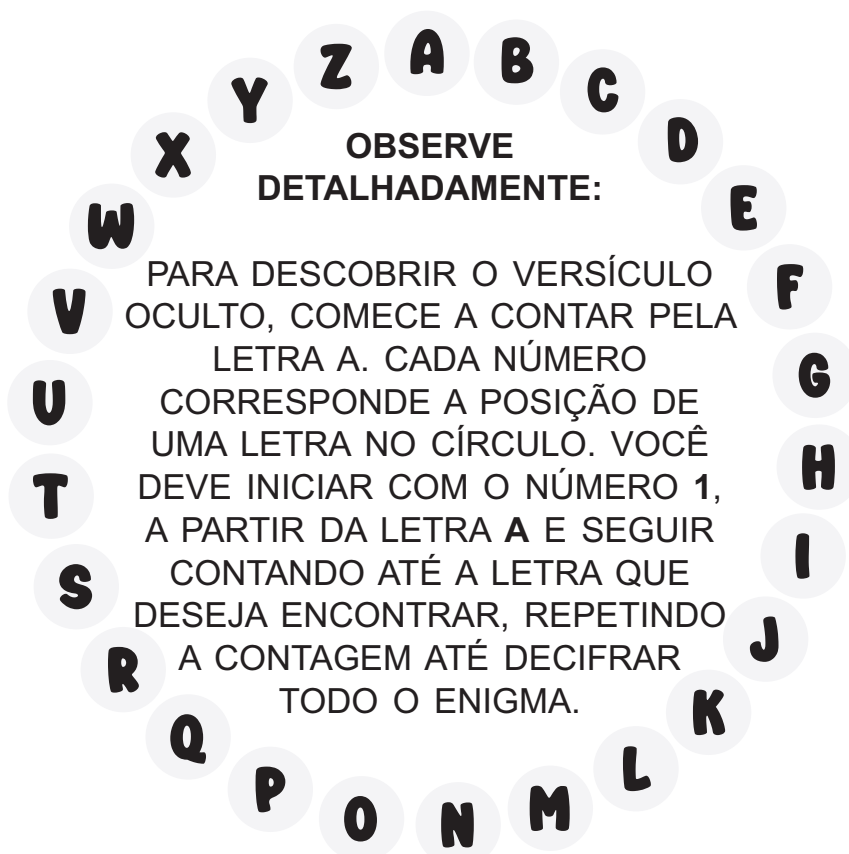 A B C D E F G H I J K L M N O P Q R S T U V W X Y Z
OBSERVE
DETALHADAMENTE:
PARA DESCOBRIR O VERSÍCULO
OCULTO, COMECE A CONTAR PELA
LETRA A. CADA NÚMERO
CORRESPONDE A POSIÇÃO DE
UMA LETRA NO CÍRCULO. VOCÊ
DEVE INICIAR COM O NÚMERO 1,
A PARTIR DA LETRA A E SEGUIR
CONTANDO ATÉ A LETRA QUE
DESEJA ENCONTRAR, REPETINDO
A CONTAGEM ATÉ DECIFRAR
TODO O ENIGMA.